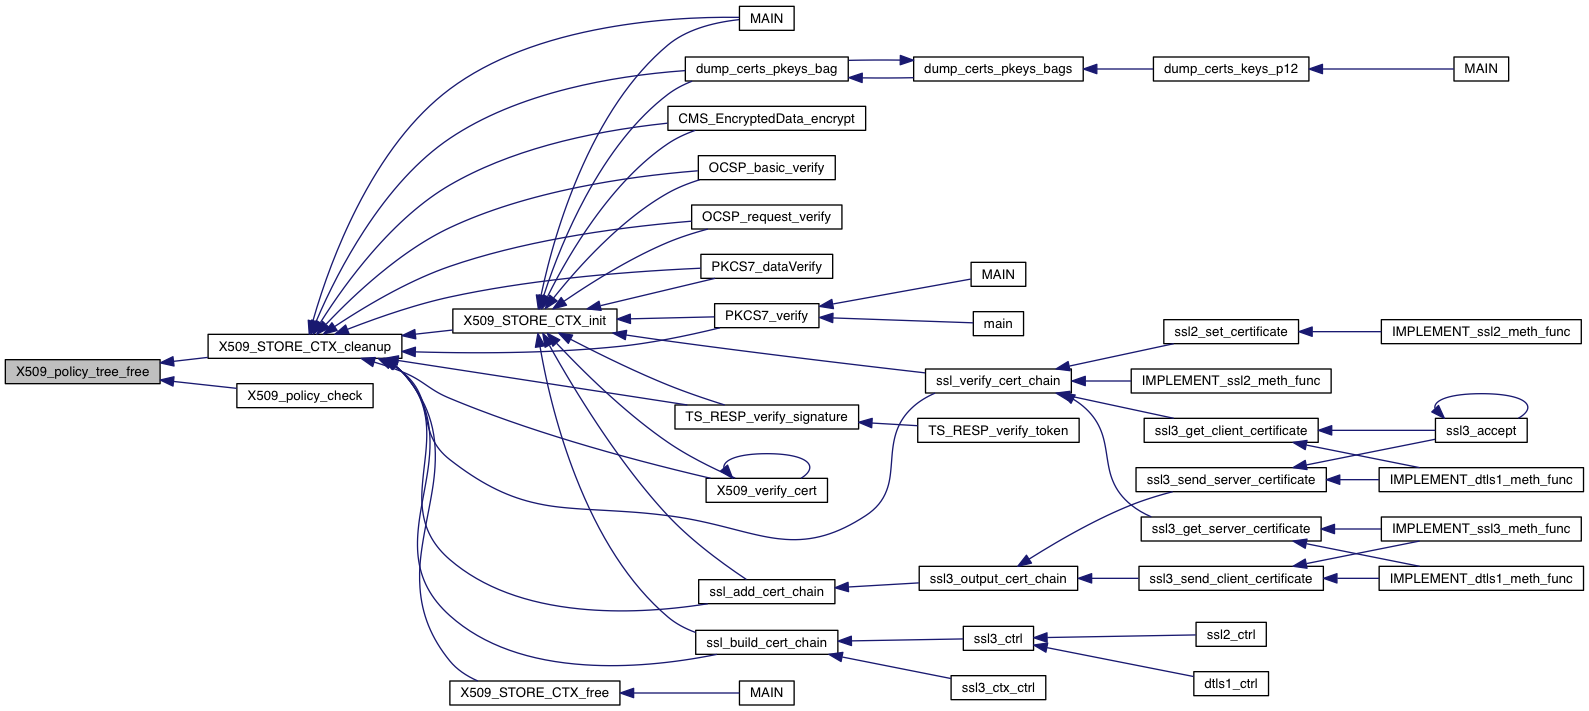 MAIN
dump_certs_pkeys_bag
dump_certs_pkeys_bags
dump_certs_keys_p12
MAIN
CMS_EncryptedData_encrypt
OCSP_basic_verify
OCSP_request_verify
PKCS7_dataVerify
MAIN
X509_STORE_CTX_init
PKCS7_verify
main
ssl2_set_certificate
IMPLEMENT_ssl2_meth_func
X509_STORE_CTX_cleanup
X509_policy_tree_free
ssl_verify_cert_chain
IMPLEMENT_ssl2_meth_func
X509_policy_check
TS_RESP_verify_signature
TS_RESP_verify_token
ssl3_get_client_certificate
ssl3_accept
X509_verify_cert
ssl3_send_server_certificate
IMPLEMENT_dtls1_meth_func
ssl3_get_server_certificate
IMPLEMENT_ssl3_meth_func
ssl_add_cert_chain
ssl3_output_cert_chain
ssl3_send_client_certificate
IMPLEMENT_dtls1_meth_func
ssl_build_cert_chain
ssl3_ctrl
ssl2_ctrl
ssl3_ctx_ctrl
dtls1_ctrl
X509_STORE_CTX_free
MAIN